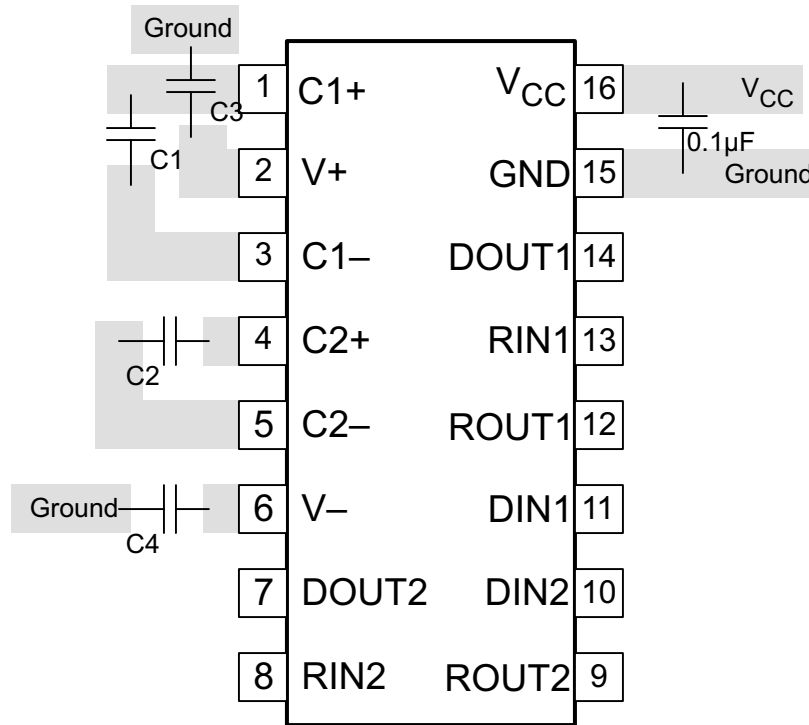 Ground
1 C1+ VCC 16 VCC
C3
C1
0.1µF
2 V+ GND 15 Ground
3 C1– DOUT1 14
4 C2+ RIN1 13
C2
5 C2– ROUT1 12
Ground 6 V– DIN1 11
C4
7 DOUT2 DIN2 10
8 RIN2 ROUT2 9